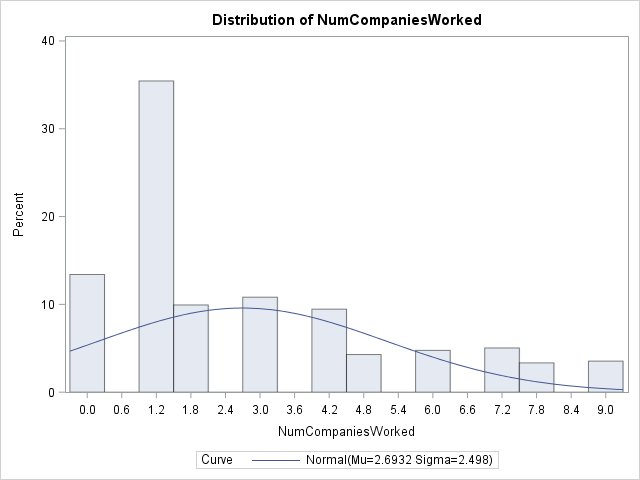 Distribution of NumCompaniesWorked
40
30
20
10
0
Percent
0.0 0.6 1.2 1.8 2.4 3.0 3.6 4.2 4.8 5.4 6.0 6.6 7.2 7.8 8.4 9.0
NumCompaniesWorked
Curve Normal(Mu=2.6932 Sigma=2.498)